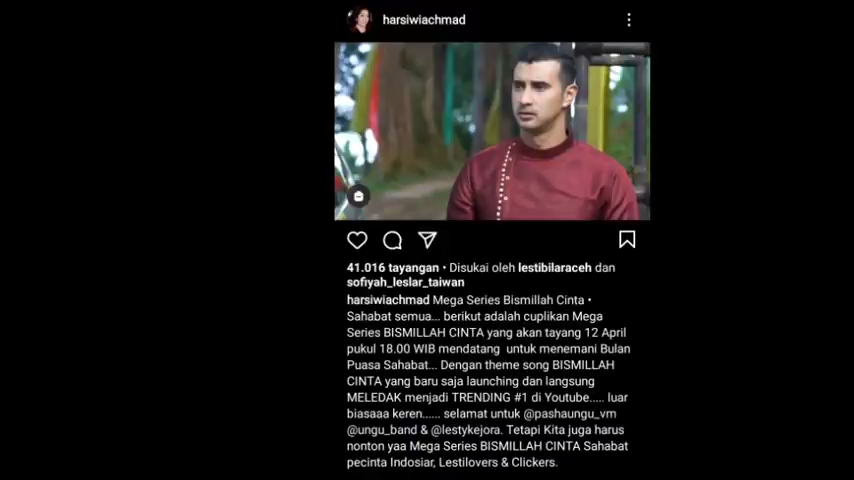 harsiwiachmad
41.016 tayangan • Disukai oleh lestibilaraceh dan
sofiyah_leslar_taiwan
harsiwiachmad Mega Series Bismillah Cinta •
Sahabat semua... berikut adalah cuplikan Mega
Series BISMILLAH CINTA yang akan tayang 12 April
pukul 18.00 WIB mendatang untuk menemani Bulan
Puasa Sahabat... Dengan theme song BISMILLAH
CINTA yang baru saja launching dan langsung
MELEDAK menjadi TRENDING #1 di Youtube..... luar
biasaaa keren...... selamat untuk @pashaungu_vm
@ungu_band & @lestykejora. Tetapi Kita juga harus
nonton yaa Mega Series BISMILLAH CINTA Sahabat
pecinta Indosiar, Lestilovers & Clickers.